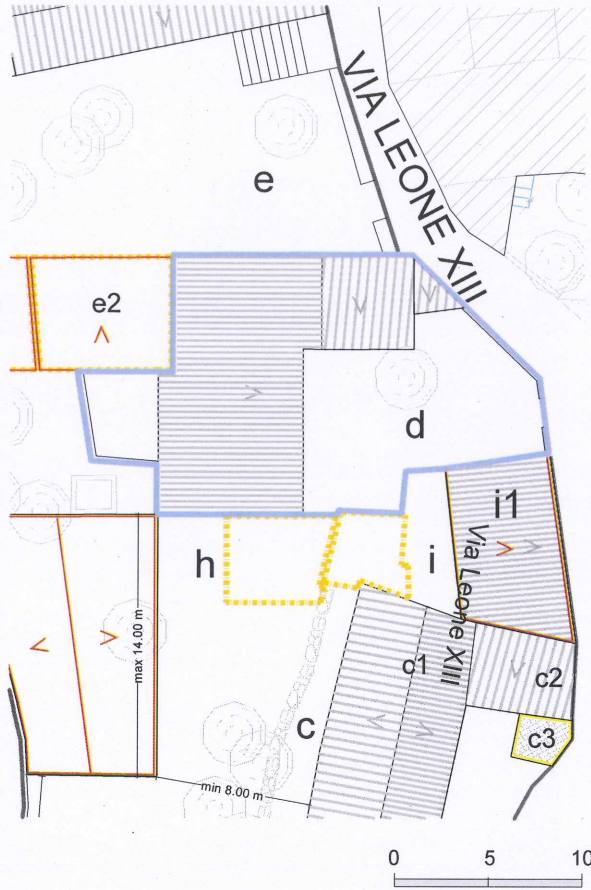 VIA LEONE XIII
e
e2
d
i1
h
i
Via Leone XIII
max 14.00 m
c1
c2
c
c3
min 8.00 m
0 5 10